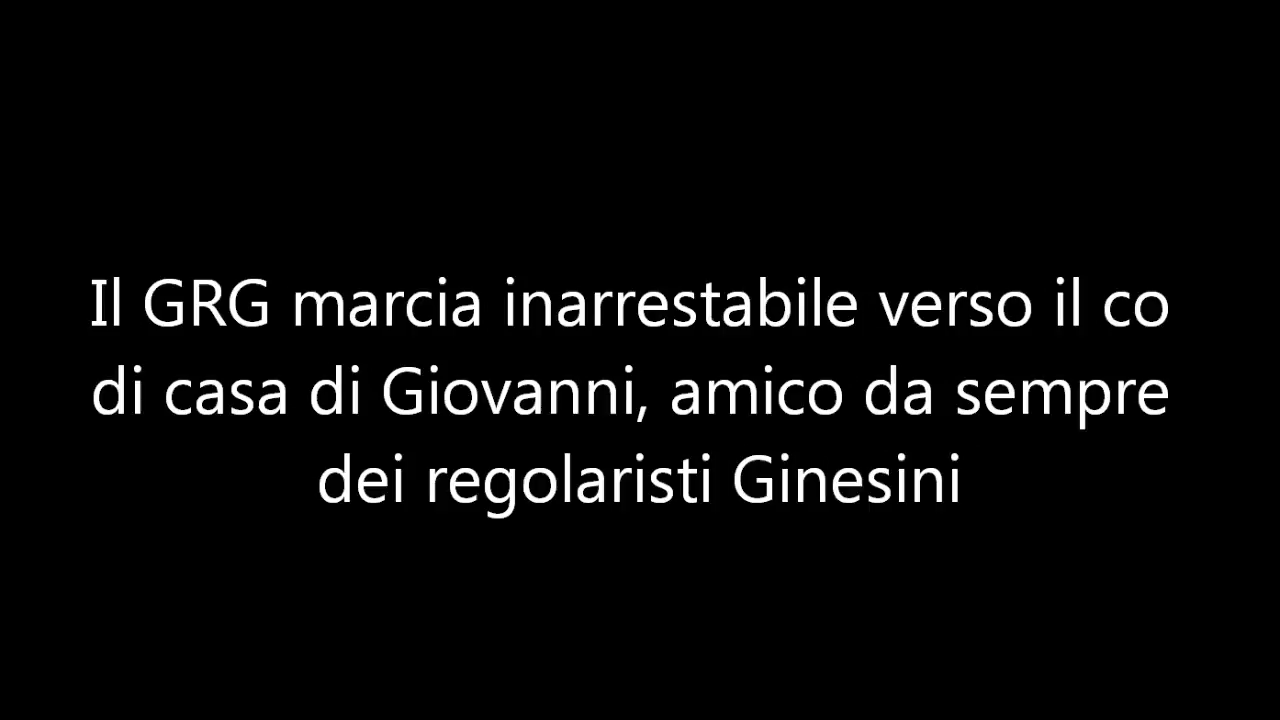 Il GRG marcia inarrestabile verso il co
di casa di Giovanni, amico da sempre
dei regolaristi Ginesini